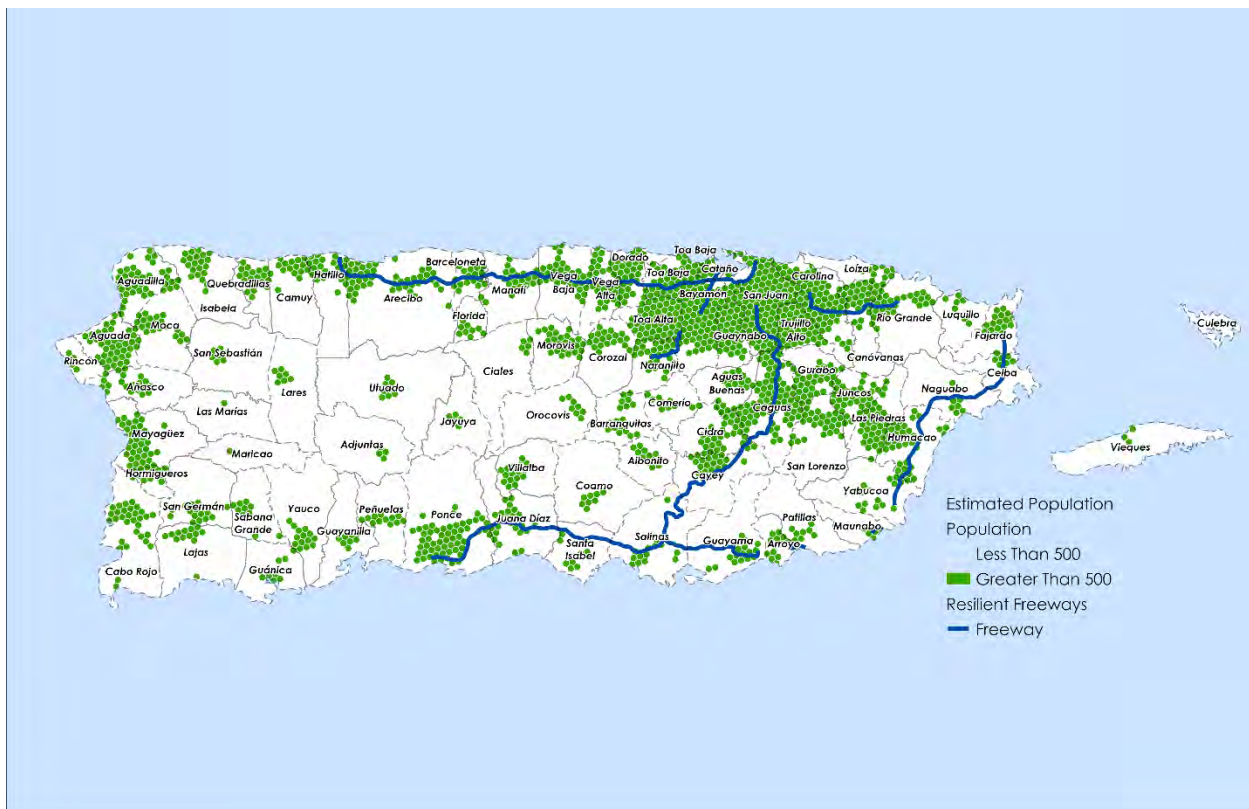 Toa Baja
Dorado
Barceloneta
Toa Baja
Cataño
Carolina
Loíza
Aguadilla
Quebradillas
Hatillo
Vega
Baja
Vega
Alta
Isabela
Camuy
Arecibo
Manatí
Bayamón
San Juan
Florida
Toa Alta
Río Grande
Luquillo
Culebra
Moca
Aguada
Trujillo
Alto
Guaynabo
Fajardo
San Sebastián
Morovis
Corozal
Rincón
Naranjito
Canóvanas
Ceiba
Ciales
Gurabo
Añasco
Lares
Utuado
Aguas
Buenas
Juncos
Naguabo
Las Marías
Orocovis
Comerío
Caguas
Las Piedras
Jayuya
Barranquitas
Mayagüez
Cidra
Humacao
Adjuntas
Maricao
Aibonito
Vieques
Hormigueros
Villalba
San Lorenzo
Cayey
Coamo
Yabucoa
San Germán
Sabana
Grande
Yauco
Peñuelas
Ponce
Juana Díaz
Patillas
Maunabo
Guayanilla
Salinas
Guayama
Arroyo
Santa
Isabel
Lajas
Cabo Rojo
Guánica
Estimated Population
Population
Less Than 500
Greater Than 500
Resilient Freeways
Freeway